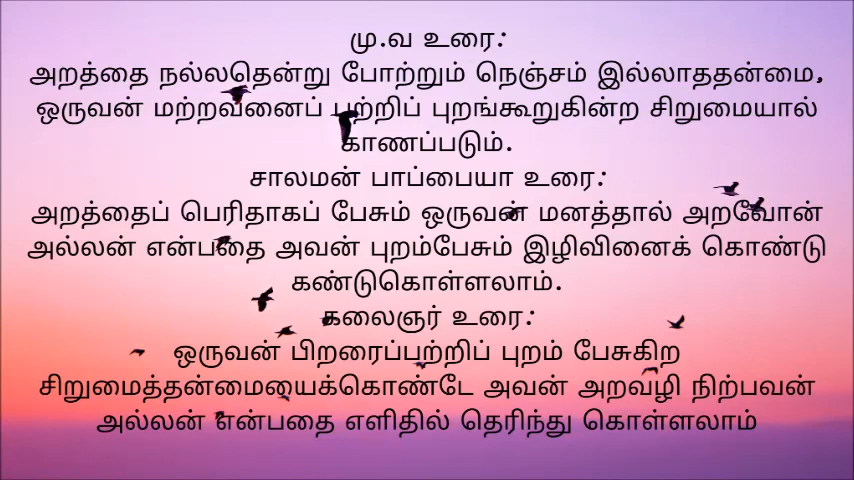 மு.வ உரை:
அறத்தை நல்லதென்று போற்றும் நெஞ்சம் இல்லாததன்மை,
ஒருவன் மற்றவனைப் பற்றிப் புறங்கூறுகின்ற சிறுமையால்
காணப்படும்.
சாலமன் பாப்பையா உரை:
அறத்தைப் பெரிதாகப் பேசும் ஒருவன் மனத்தால் அறவோன்
அல்லன் என்பதை அவன் புறம்பேசும் இழிவினைக் கொண்டு
கண்டுகொள்ளலாம்.
கலைஞர் உரை:
ஒருவன் பிறரைப்பற்றிப் புறம் பேசுகிற
சிறுமைத்தன்மையைக்கொண்டே அவன் அறவழி நிற்பவன்
அல்லன் என்பதை எளிதில் தெரிந்து கொள்ளலாம்